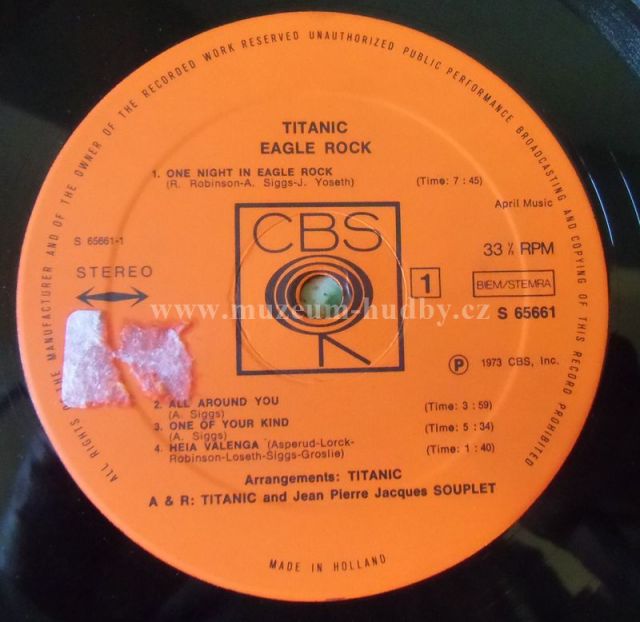 ALL RIGHTS OF THE MANUFACTURER AND OF THE OWNER OF THE RECORDED WORK RESERVED UNAUTHORIZED PUBLIC PERFORMANCE BROADCASTING AND COPYING OF THIS RECORD PROHIBITED
TITANIC
EAGLE ROCK
1. ONE NIGHT IN EAGLE ROCK
(R. Robinson-A. Siggs-J. Yoseth) (Time: 7 : 45)
April Music
CBS
S 65661-1
33 ⅓ RPM
STEREO
1
BIEM/STEMRA
S 65661
www.muzeum-hudby.cz
Ⓟ 1973 CBS, Inc.
2. ALL AROUND YOU (Time: 3 : 59)
(A. Siggs)
3. ONE OF YOUR KIND (Time: 5 : 34)
(A. Siggs)
4. HEIA VALENGA (Asperud-Lorck- (Time: 1 : 40)
Robinson-Loseth-Siggs-Groslie)
Arrangements: TITANIC
A & R: TITANIC and Jean Pierre Jacques SOUPLET
MADE IN HOLLAND